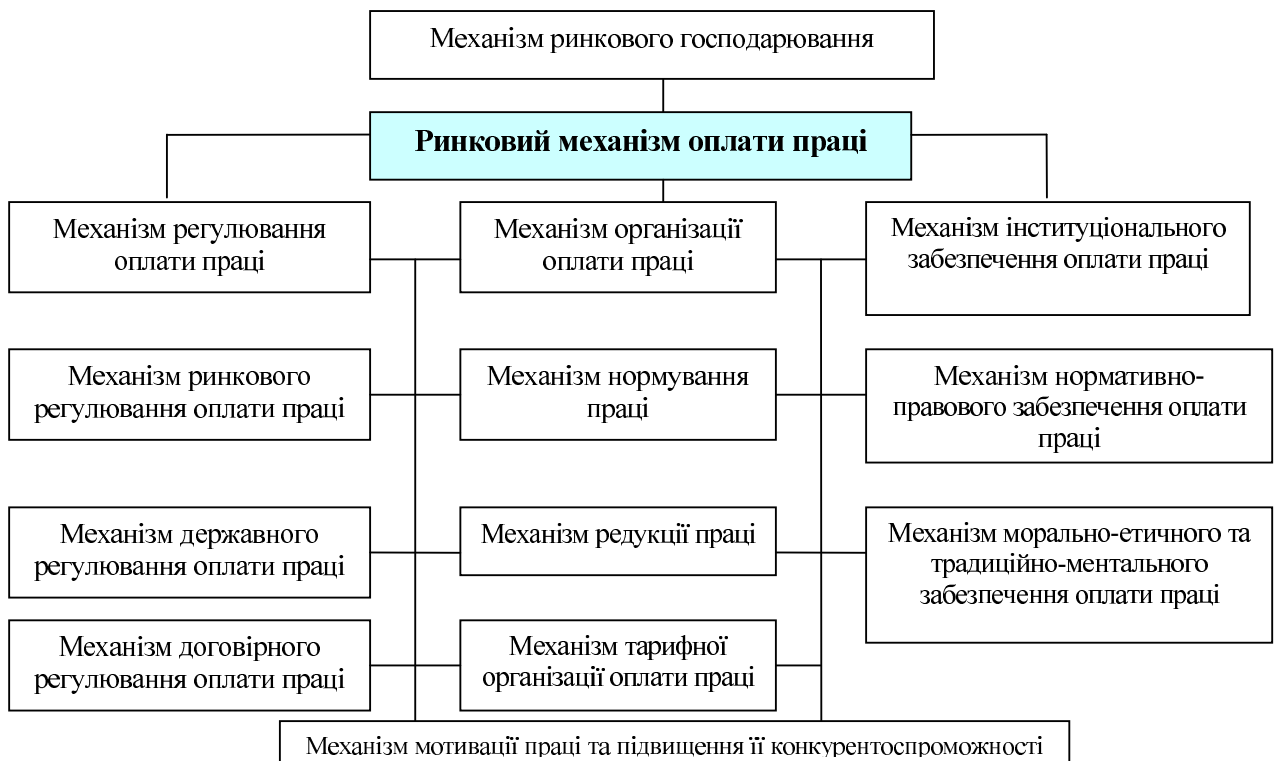 Механізм ринкового господарювання
Ринковий механізм оплати праці
Механізм регулювання
оплати праці
Механізм організації
оплати праці
Механізм інституціонального
забезпечення оплати праці
Механізм ринкового
регулювання оплати праці
Механізм нормування
праці
Механізм нормативно-
правового забезпечення оплати
праці
Механізм державного
регулювання оплати праці
Механізм редукції праці
Механізм морально-етичного та
традиційно-ментального
забезпечення оплати праці
Механізм договірного
регулювання оплати праці
Механізм тарифної
організації оплати праці
Механізм мотивації праці та підвищення її конкурентоспроможності